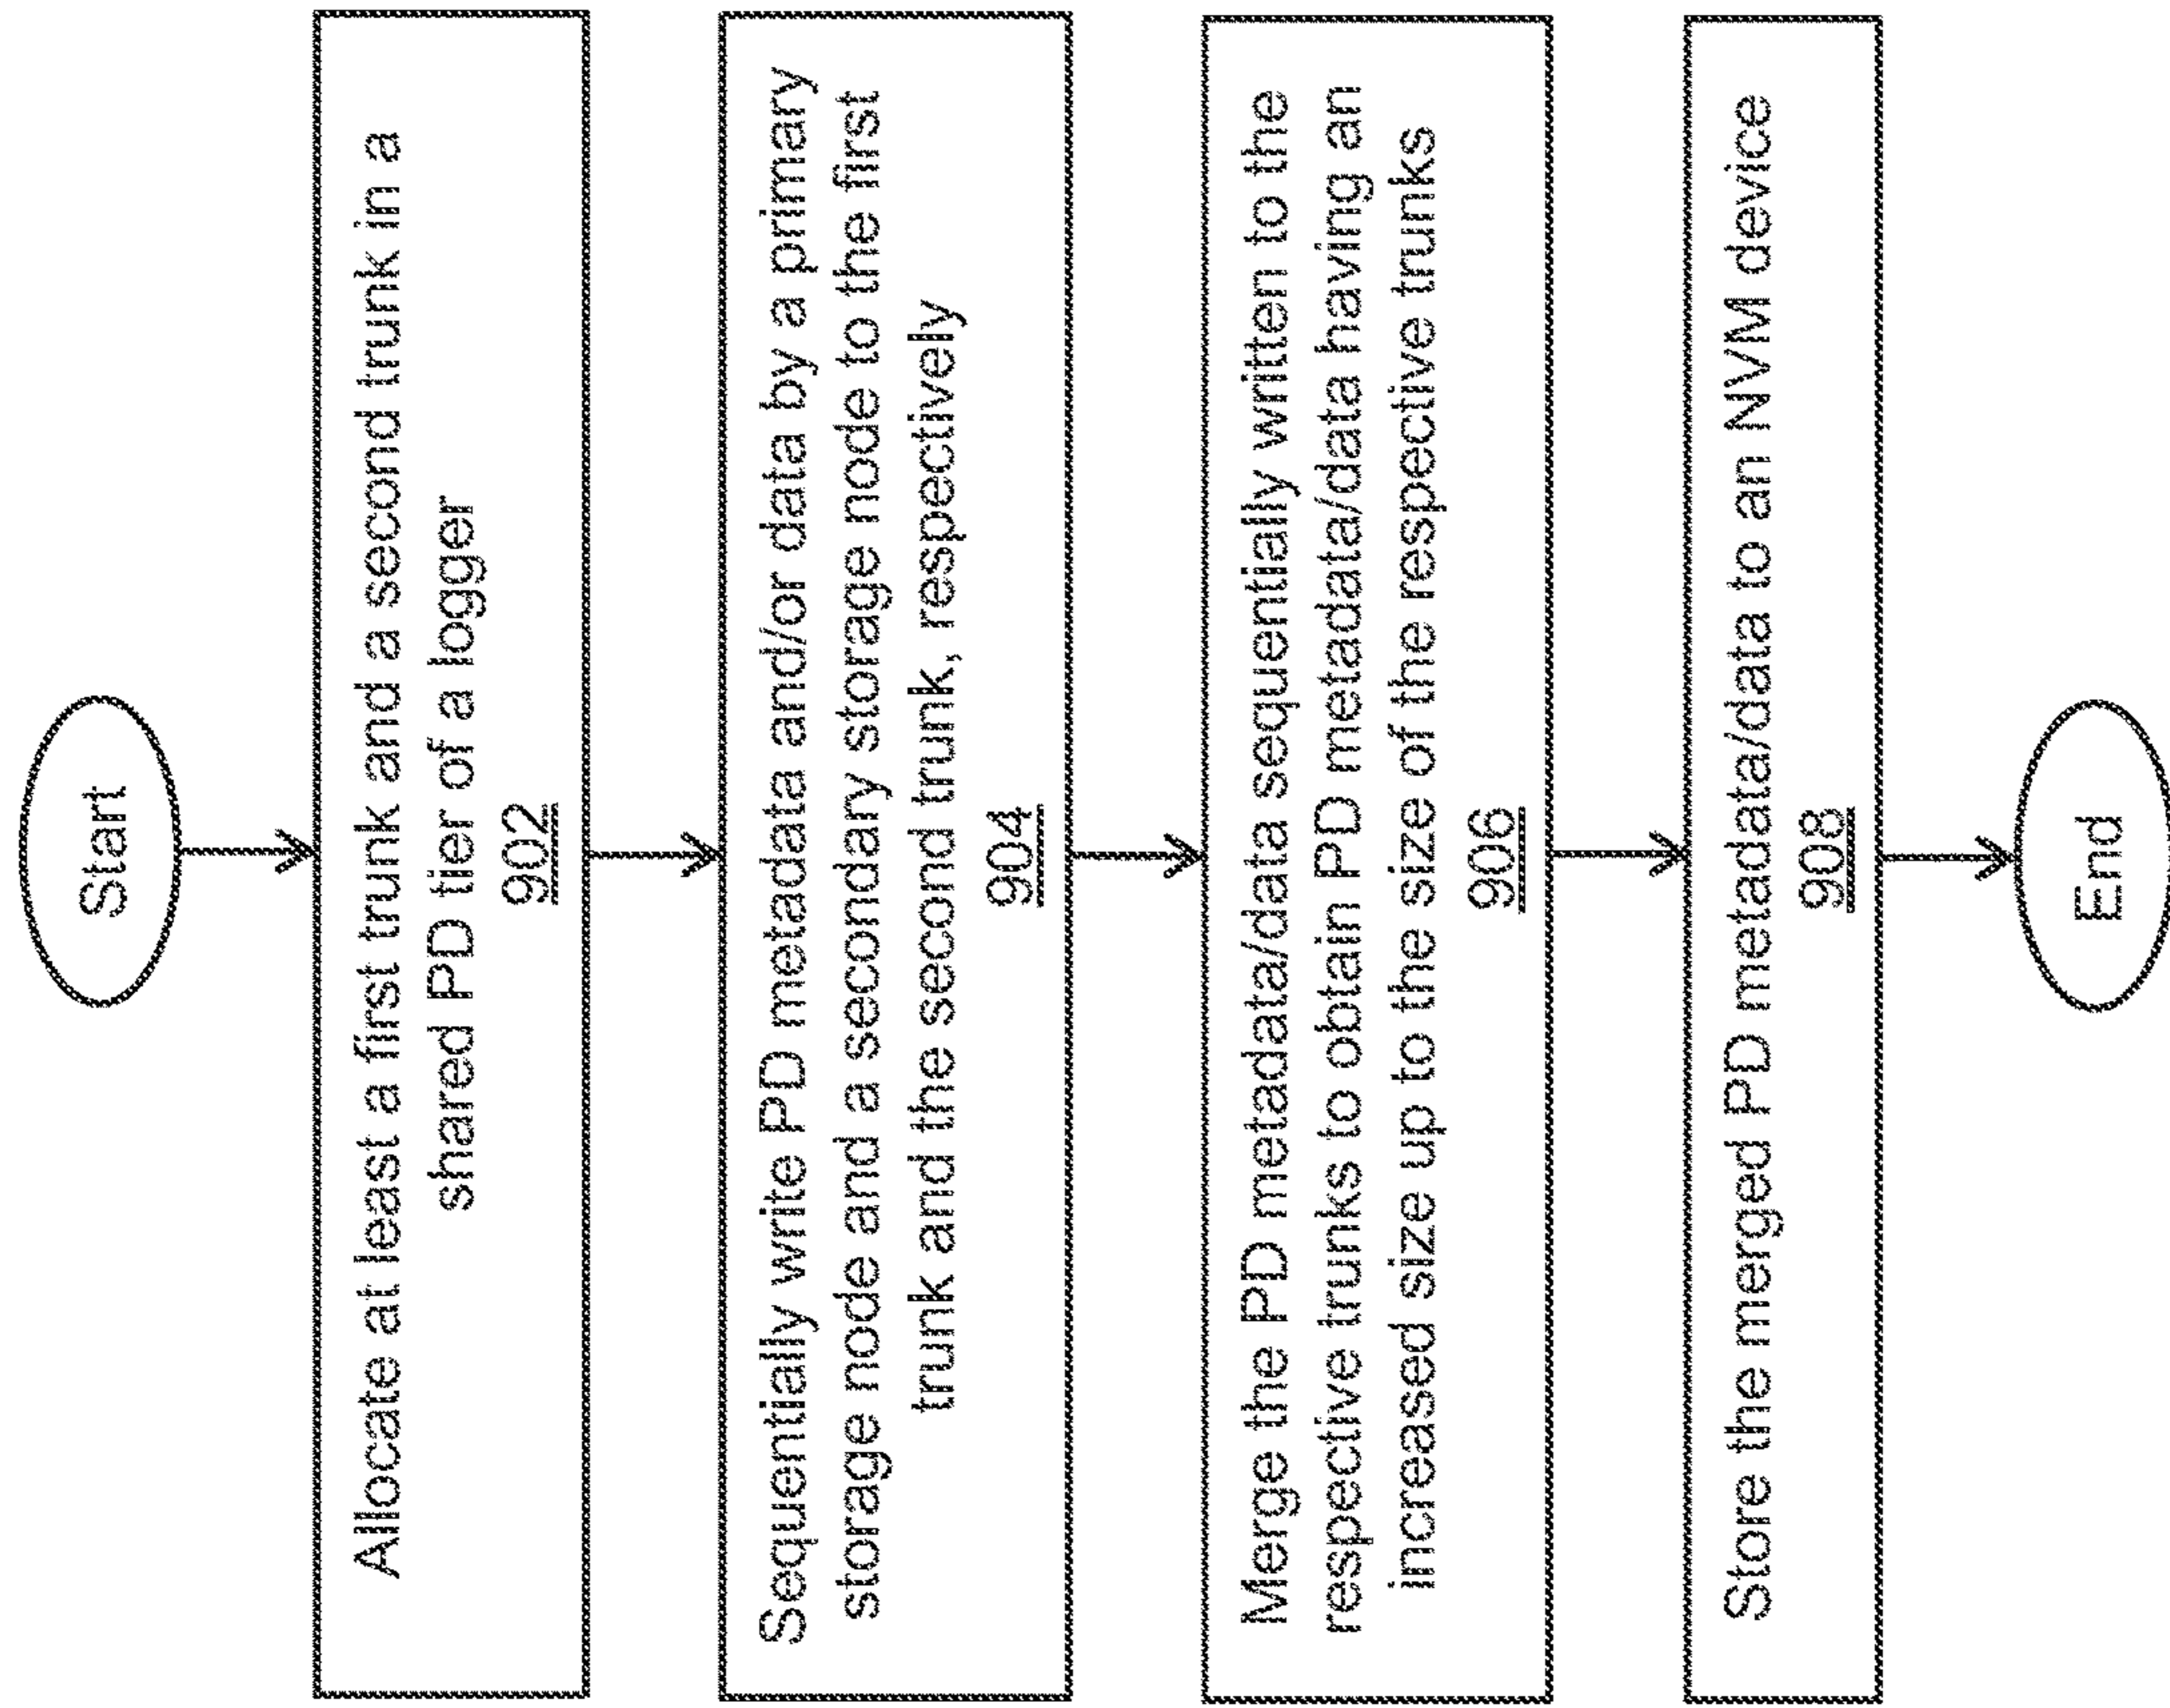 Start
Allocate at least a first trunk and a second trunk in a
shared PD tier of a logger
902
Sequentially write PD metadata and/or data by a primary
storage node and a secondary storage node to the first
trunk and the second trunk, respectively
904
Merge the PD metadata/data sequentially written to the
respective trunks to obtain PD metadata/data having an
increased size up to the size of the respective trunks
906
Store the merged PD metadata/data to an NVM device
908
End